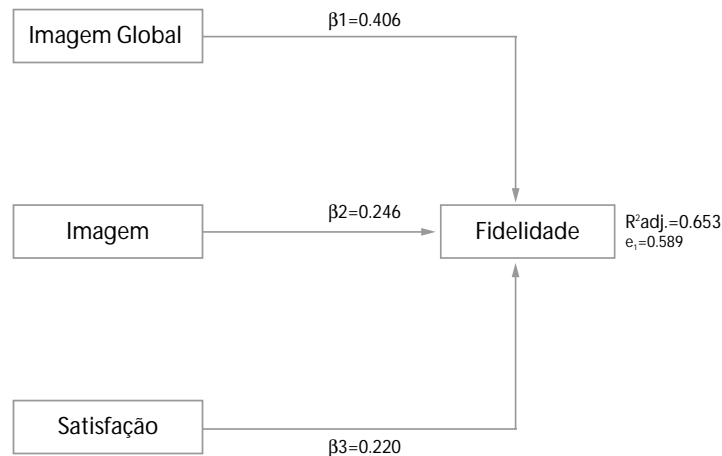 Imagem Global
β1=0.406
Imagem
β2=0.246
Fidelidade
R²adj.=0.653
e₁=0.589
Satisfação
β3=0.220